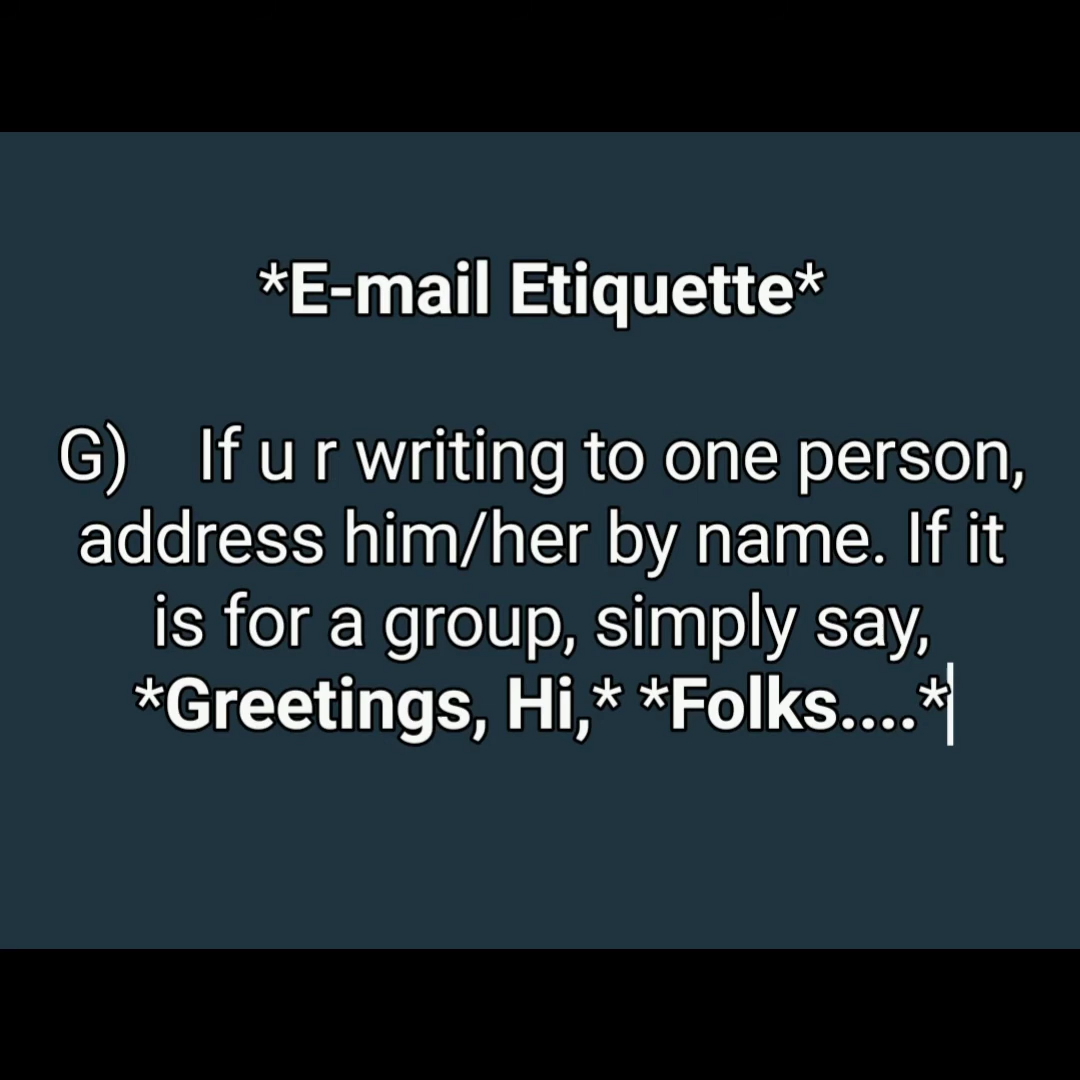 *E-mail Etiquette*
G) If u r writing to one person,
address him/her by name. If it
is for a group, simply say,
*Greetings, Hi,* *Folks....*